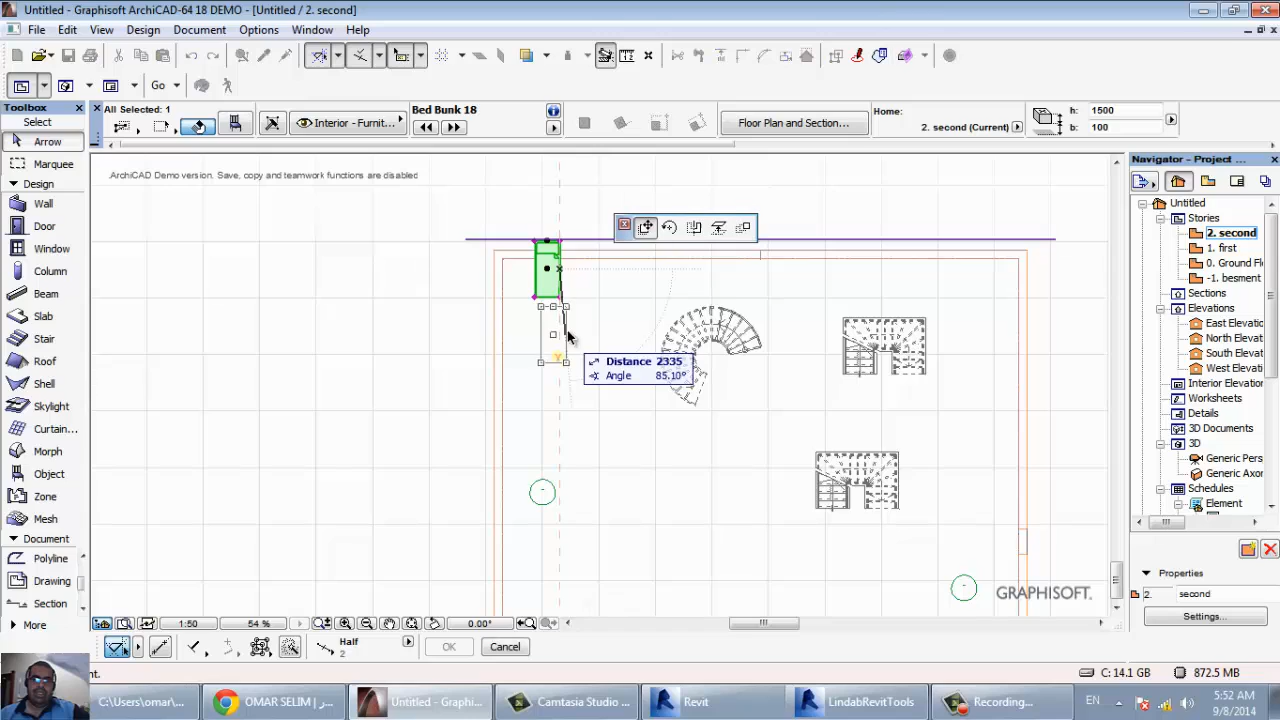 Untitled - Graphisoft ArchiCAD-64 18 DEMO - [Untitled / 2. second]
File Edit View Design Document Options Window Help
Go
Toolbox
Select
Arrow
Marquee
Design
Wall
Door
Window
Column
Beam
Slab
Stair
Roof
Shell
Skylight
Curtain...
Morph
Object
Zone
Mesh
Document
Polyline
Drawing
Section
More
All Selected: 1
Interior - Furnit...
Bed Bunk 18
Floor Plan and Section...
Home:
2. second (Current)
h: 1500
b: 100
ArchiCAD Demo version. Save, copy and teamwork functions are disabled
Distance 2335
Angle 85.10°
GRAPHISOFT.
Navigator - Project ...
Untitled
Stories
2. second
1. first
0. Ground Fl
-1. besment
Sections
Elevations
East Elevati
North Elevat
South Elevat
West Elevati
Interior Elevation
Worksheets
Details
3D Documents
3D
Generic Pers
Generic Axon
Schedules
Element
Properties
2. second
Settings...
1:50
54 %
0.00°
Half
2
OK
Cancel
nt.
C: 14.1 GB
872.5 MB
C:\Users\omar\...
OMAR SELIM | ...
Untitled - Graphi...
Camtasia Studio ...
Revit
LindabRevitTools
Recording...
EN
5:52 AM
9/8/2014